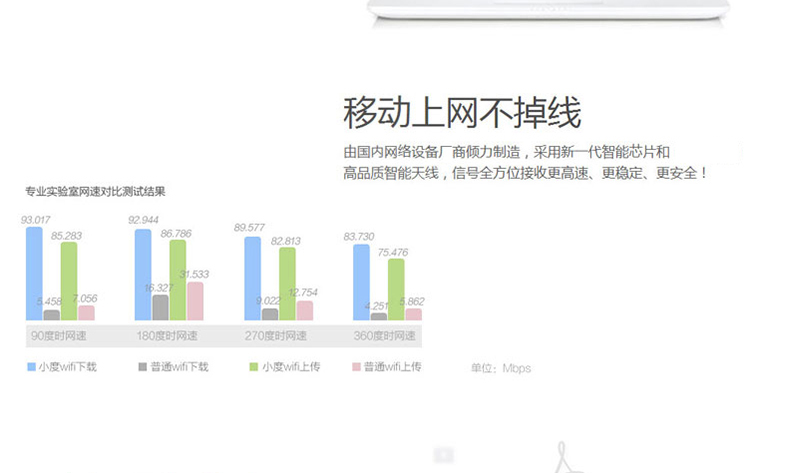 移动上网不掉线
由国内网络设备厂商倾力制造，采用新一代智能芯片和
高品质智能天线，信号全方位接收更高速、更稳定、更安全！
专业实验室网速对比测试结果
93.017 5.458 85.283 7.056
92.944 16.327 86.786 31.533
89.577 9.022 82.813 12.754
83.730 4.251 75.476 5.862
90度时网速 180度时网速 270度时网速 360度时网速
小度wifi下载 普通wifi下载 小度wifi上传 普通wifi上传 单位：Mbps